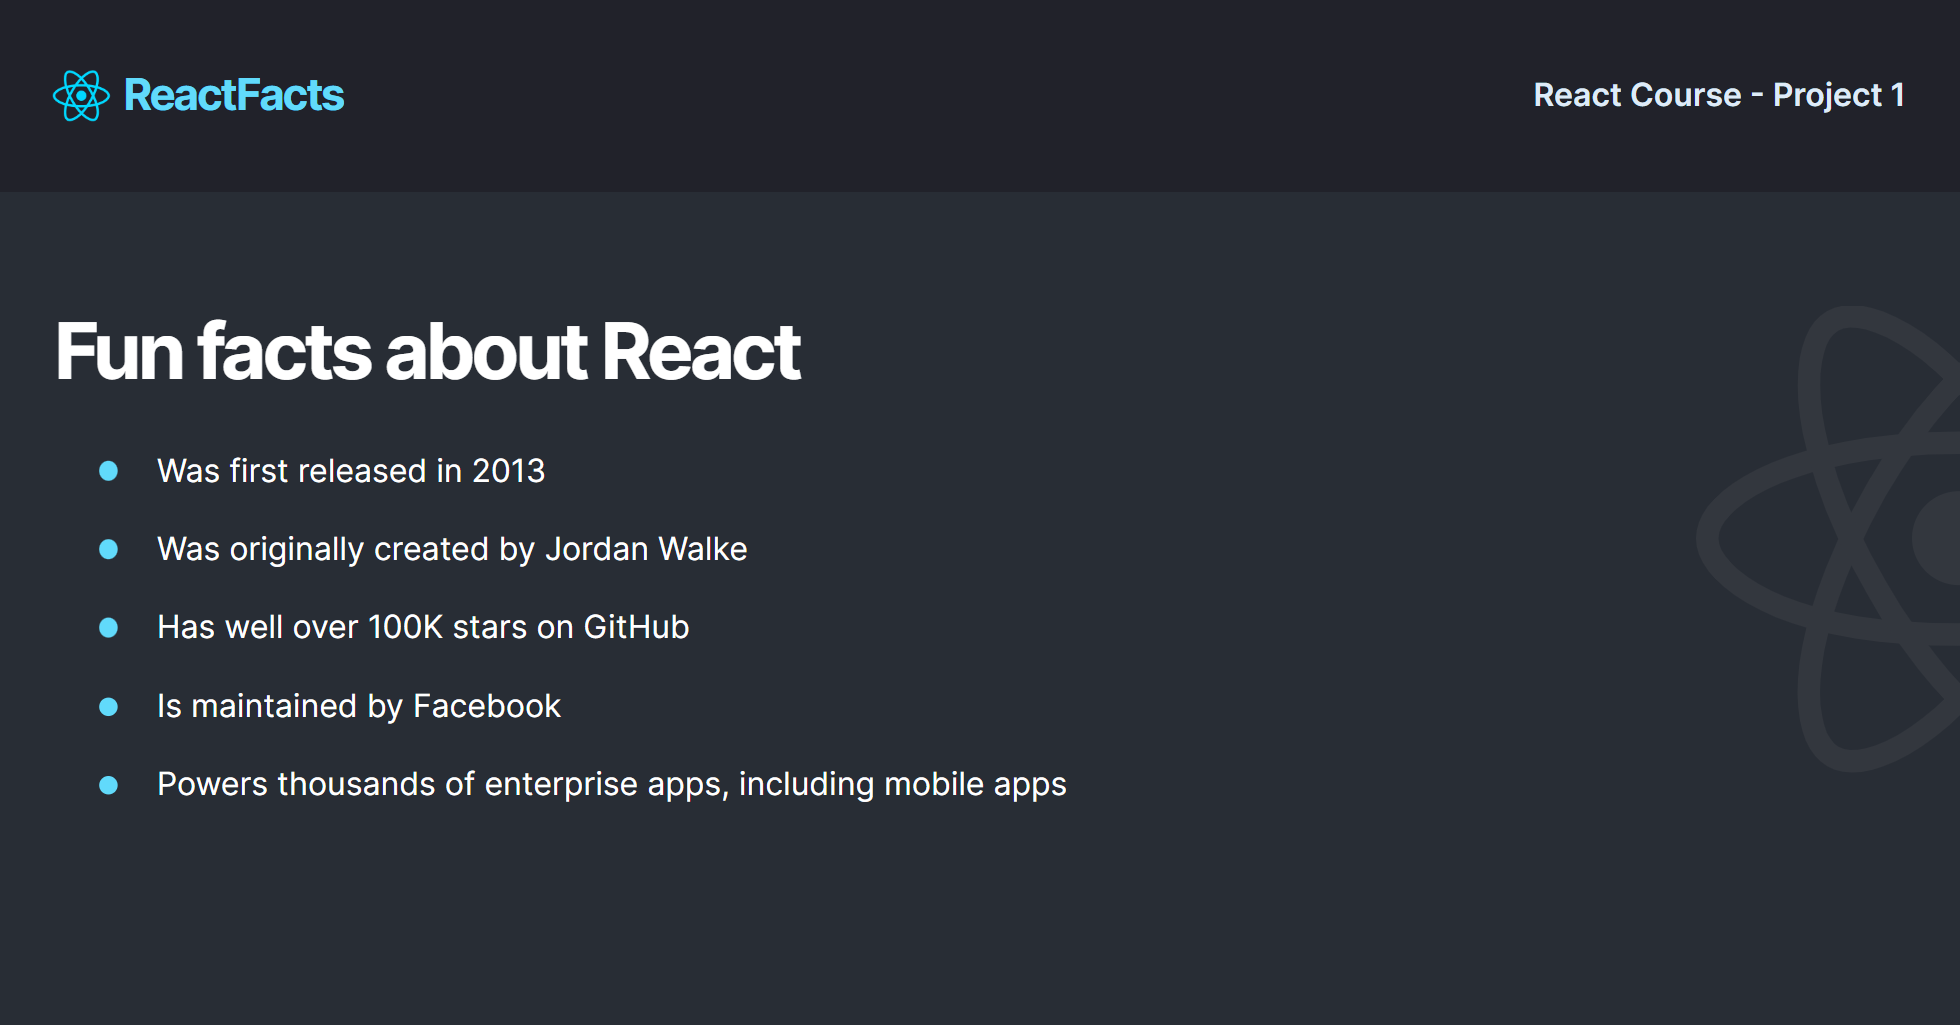 ReactFacts
React Course - Project 1
Fun facts about React
Was first released in 2013
Was originally created by Jordan Walke
Has well over 100K stars on GitHub
Is maintained by Facebook
Powers thousands of enterprise apps, including mobile apps